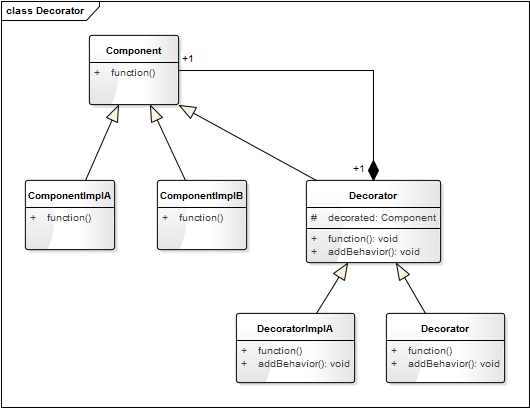 class Decorator
Component
+ function()
+1
+1
ComponentImplA
+ function()
ComponentImplB
+ function()
Decorator
# decorated: Component
+ function(): void
+ addBehavior(): void
DecoratorImplA
+ function()
+ addBehavior(): void
Decorator
+ function()
+ addBehavior(): void